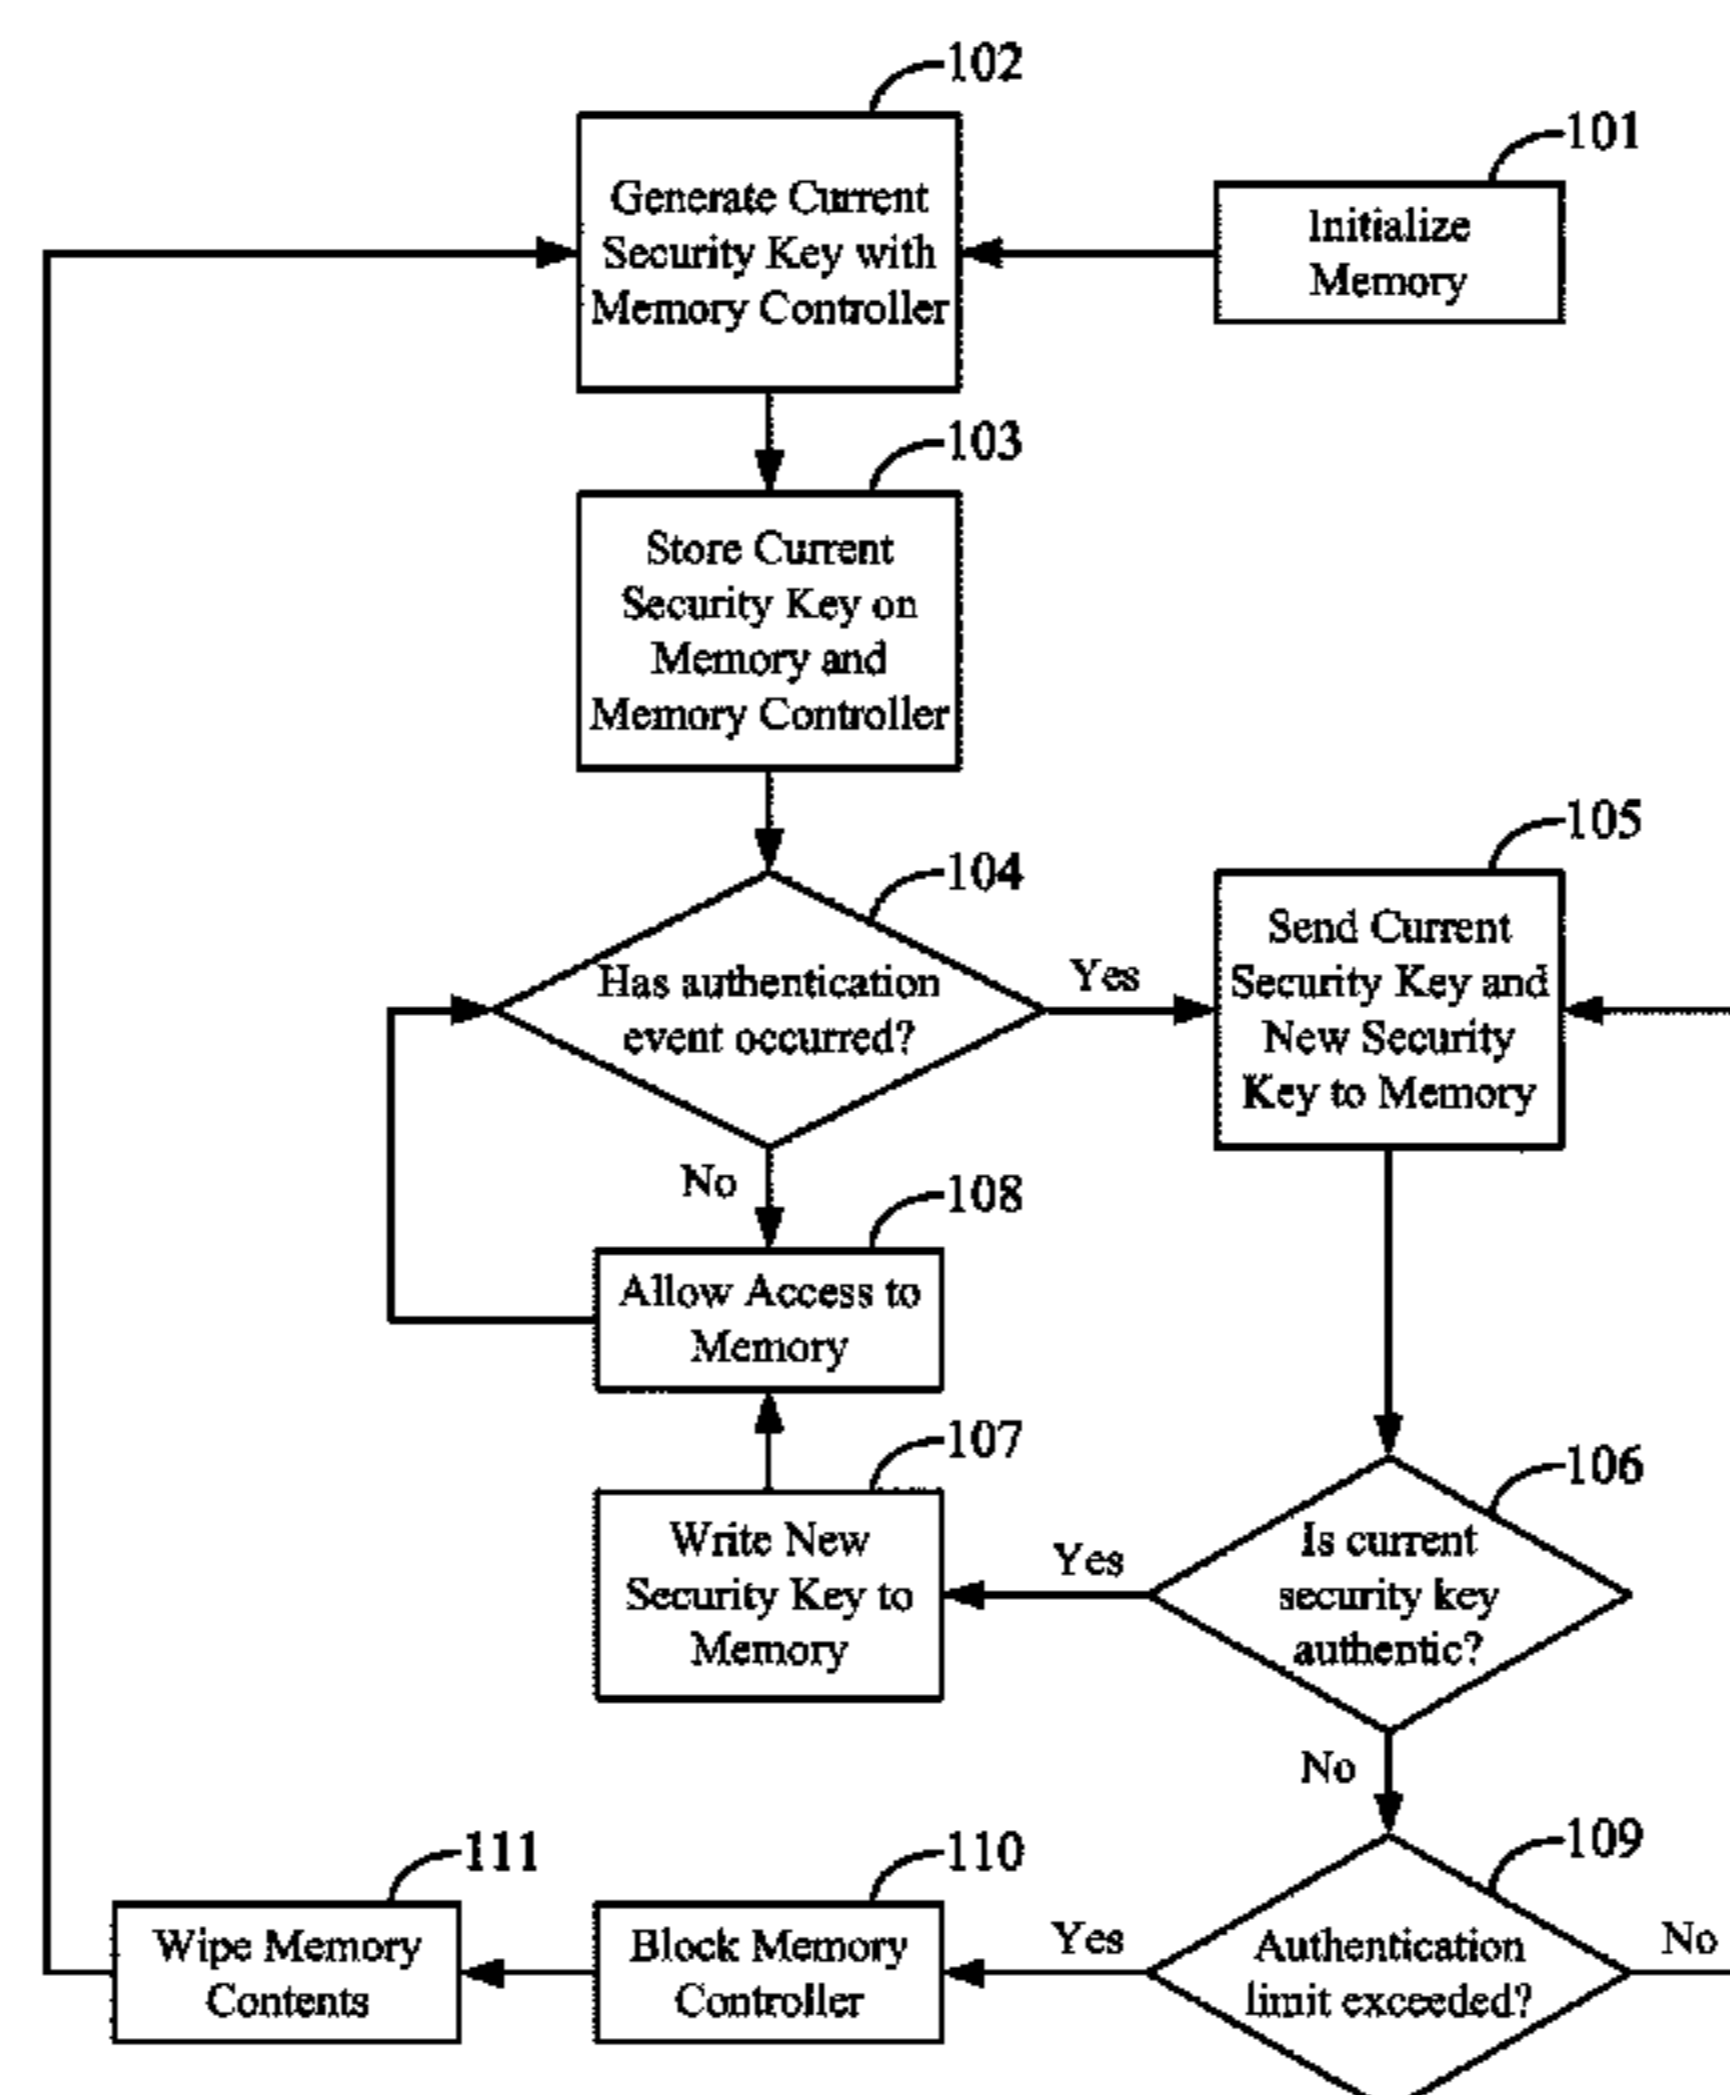 102
101
Generate Current
Security Key with
Memory Controller
Initialize
Memory
103
Store Current
Security Key on
Memory and
Memory Controller
105
104
Send Current
Security Key and
New Security
Key to Memory
Has authentication
event occurred?
Yes
No
108
Allow Access to
Memory
107
106
Write New
Security Key to
Memory
Yes
Is current
security key
authentic?
No
111
110
109
Wipe Memory
Contents
Block Memory
Controller
Yes
Authentication
limit exceeded?
No